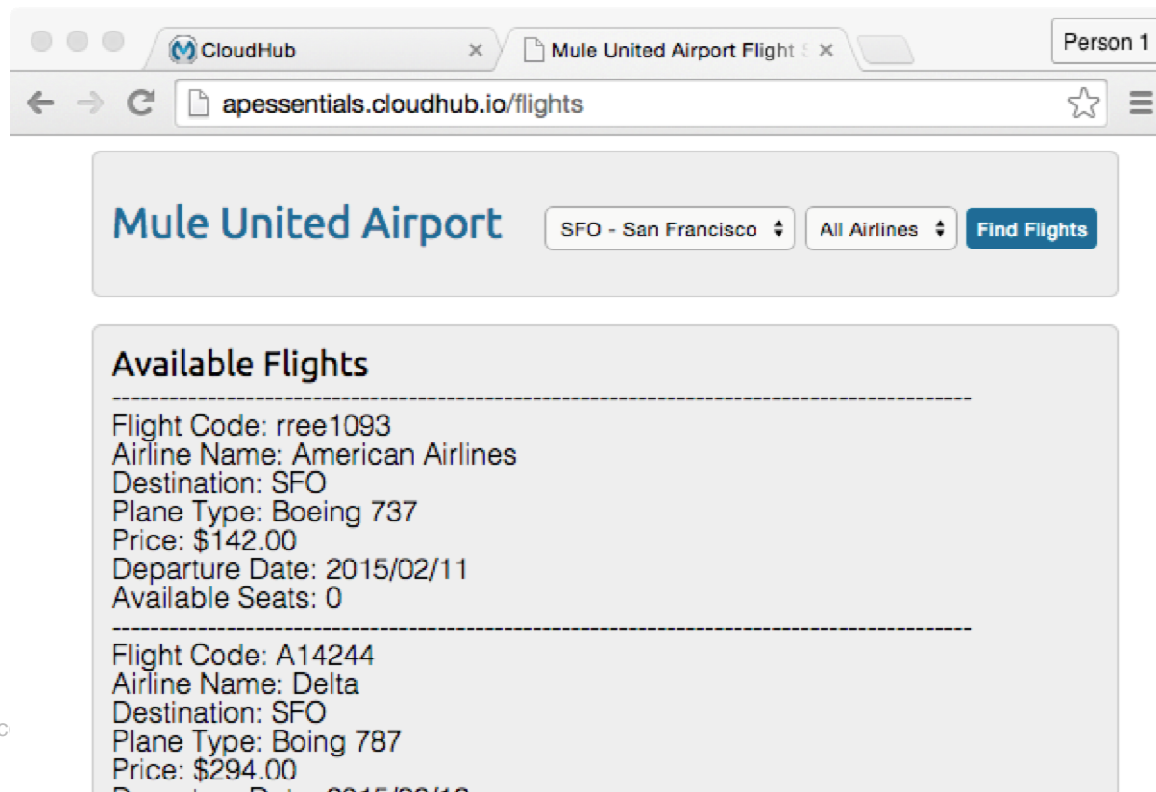 CloudHub
Mule United Airport Flight S
Person 1
apessentials.cloudhub.io/flights
Mule United Airport
SFO - San Francisco
All Airlines
Find Flights
Available Flights
-----------------------------------------------------------------------------------------
Flight Code: rree1093
Airline Name: American Airlines
Destination: SFO
Plane Type: Boeing 737
Price: $142.00
Departure Date: 2015/02/11
Available Seats: 0
-----------------------------------------------------------------------------------------
Flight Code: A14244
Airline Name: Delta
Destination: SFO
Plane Type: Boing 787
Price: $294.00